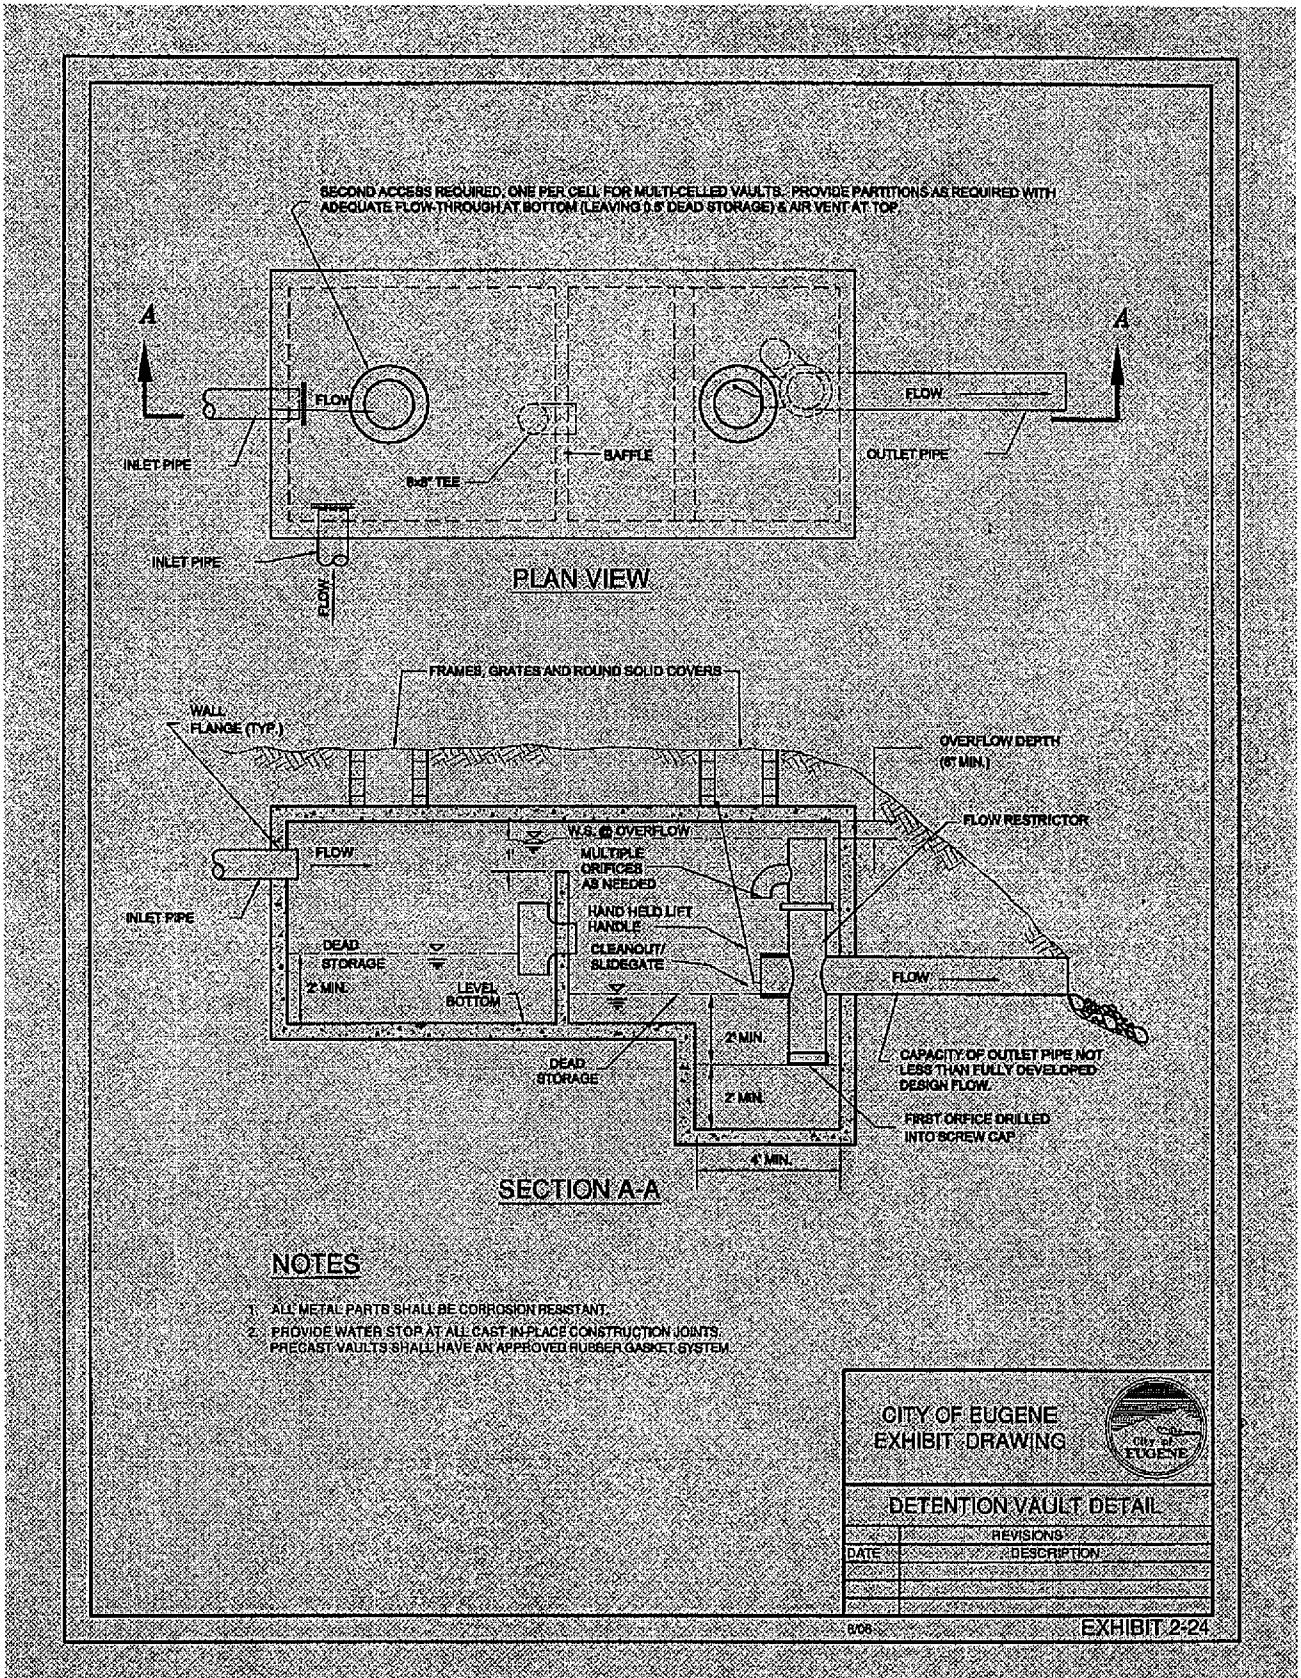 SECOND ACCESS REQUIRED, ONE PER CELL FOR MULTI-CELLED VAULTS. PROVIDE PARTITIONS AS REQUIRED WITH
ADEQUATE FLOW-THROUGH AT BOTTOM (LEAVING 0.5' DEAD STORAGE) & AIR VENT AT TOP.
A
A
FLOW
FLOW
INLET PIPE
BAFFLE
OUTLET PIPE
TEE
INLET PIPE
FLOW
PLAN VIEW
FRAMES, GRATES AND ROUND SOLID COVERS
WALL
FLANGE (TYP.)
OVERFLOW DEPTH
(6" MIN.)
W.S. @ OVERFLOW
FLOW RESTRICTOR
FLOW
1'
MULTIPLE
ORIFICES
AS NEEDED
INLET PIPE
HAND HELD LIFT
HANDLE
DEAD
STORAGE
CLEANOUT/
SLIDEGATE
FLOW
2' MIN.
LEVEL
BOTTOM
2' MIN.
DEAD
STORAGE
CAPACITY OF OUTLET PIPE NOT
LESS THAN FULLY DEVELOPED
DESIGN FLOW.
2' MIN.
FIRST ORFICE DRILLED
INTO SCREW CAP
4' MIN.
SECTION A-A
NOTES
1. ALL METAL PARTS SHALL BE CORROSION RESISTANT.
2. PROVIDE WATER STOP AT ALL CAST-IN-PLACE CONSTRUCTION JOINTS.
PRECAST VAULTS SHALL HAVE AN APPROVED RUBBER GASKET SYSTEM.
CITY OF EUGENE
EXHIBIT DRAWING
City of
EUGENE
DETENTION VAULT DETAIL
REVISIONS
DATE DESCRIPTION
6/06
EXHIBIT 2-24